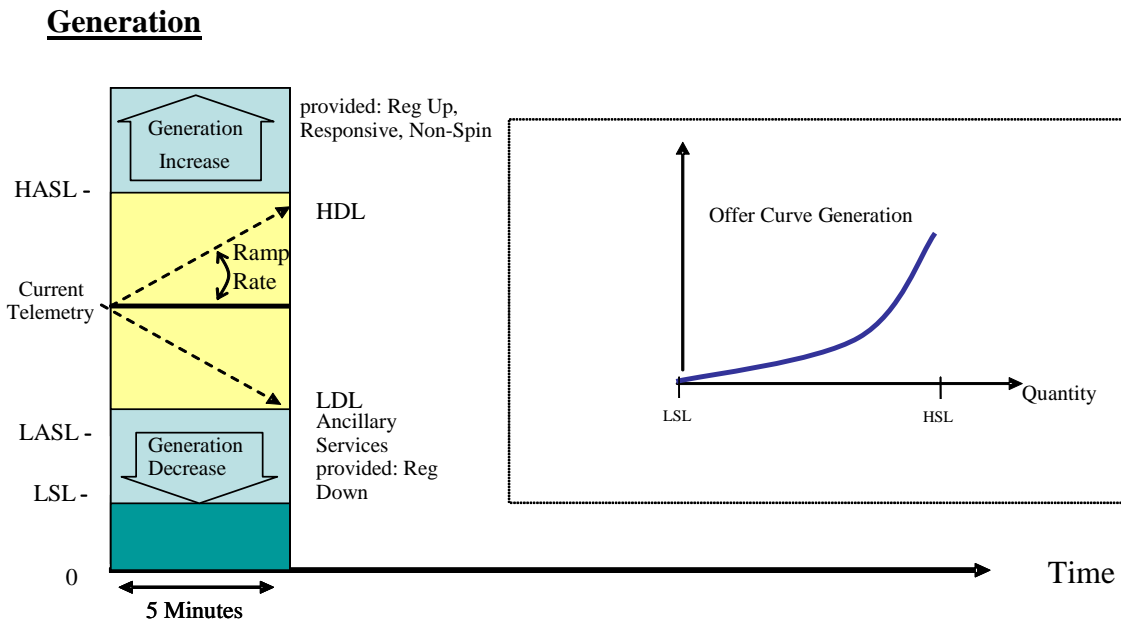 Generation
provided: Reg Up,
Responsive, Non-Spin
Generation
Increase
HASL -
HDL
Ramp
Rate
Current
Telemetry
LDL
LASL -
Ancillary
Services
provided: Reg
Down
Generation
Decrease
LSL -
0
5 Minutes
Time
Offer Curve Generation
Quantity
LSL
HSL